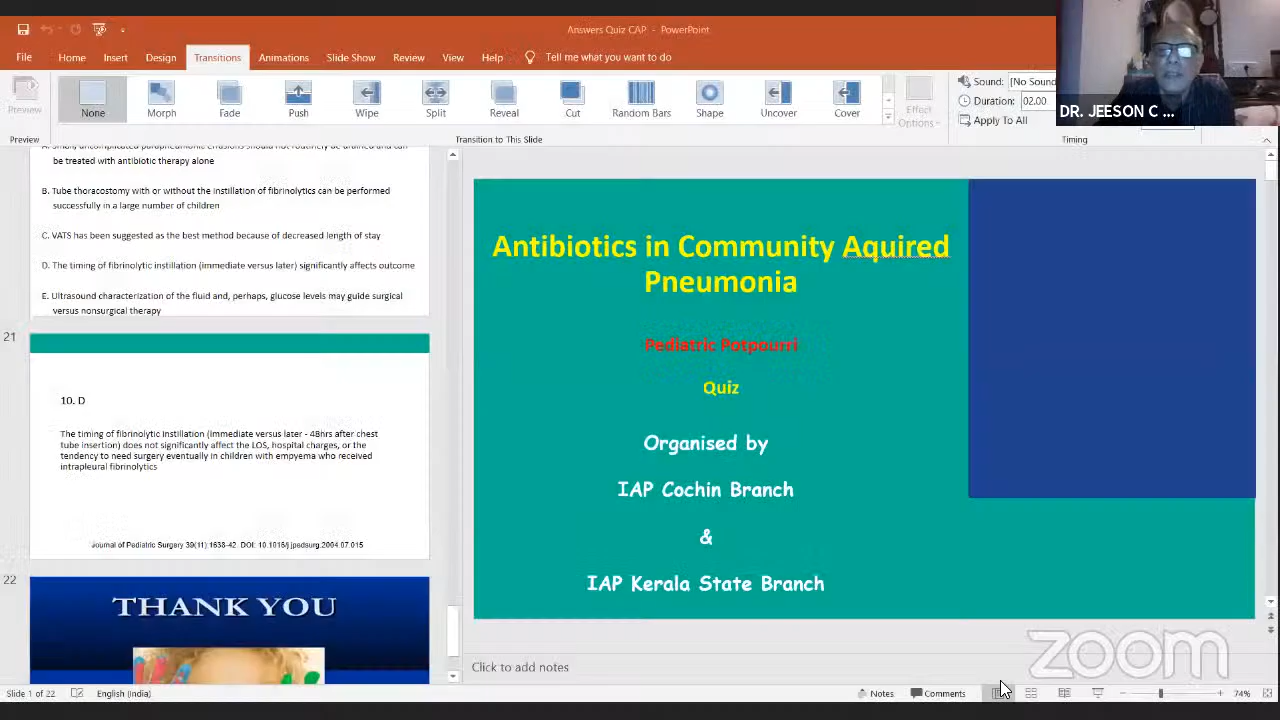 Answers Quiz CAP - PowerPoint
File Home Insert Design Transitions Animations Slide Show Review View Help Tell me what you want to do
Preview
None Morph Fade Push Wipe Split Reveal Cut Random Bars Shape Uncover Cover
Effect
Options
Sound: [No Sound
Duration: 02.00
Apply To All
DR. JEESON C ...
Preview
Transition to This Slide
Timing
be treated with antibiotic therapy alone
B. Tube thoracostomy with or without the instillation of fibrinolytics can be performed
successfully in a large number of children
C. VATS has been suggested as the best method because of decreased length of stay
D. The timing of fibrinolytic instillation (immediate versus later) significantly affects outcome
E. Ultrasound characterization of the fluid and, perhaps, glucose levels may guide surgical
versus nonsurgical therapy
21
10. D
The timing of fibrinolytic instillation (immediate versus later - 48hrs after chest
tube insertion) does not significantly affect the LOS, hospital charges, or the
tendency to need surgery eventually in children with empyema who received
intrapleural fibrinolytics
Journal of Pediatric Surgery 39(11):1638-42. DOI: 10.1016/j.jpedsurg.2004.07.015
22
THANK YOU
Antibiotics in Community Aquired
Pneumonia
Pediatric Potpourri
Quiz
Organised by
IAP Cochin Branch
&
IAP Kerala State Branch
zoom
Click to add notes
Slide 1 of 22 English (India) Notes Comments 74%